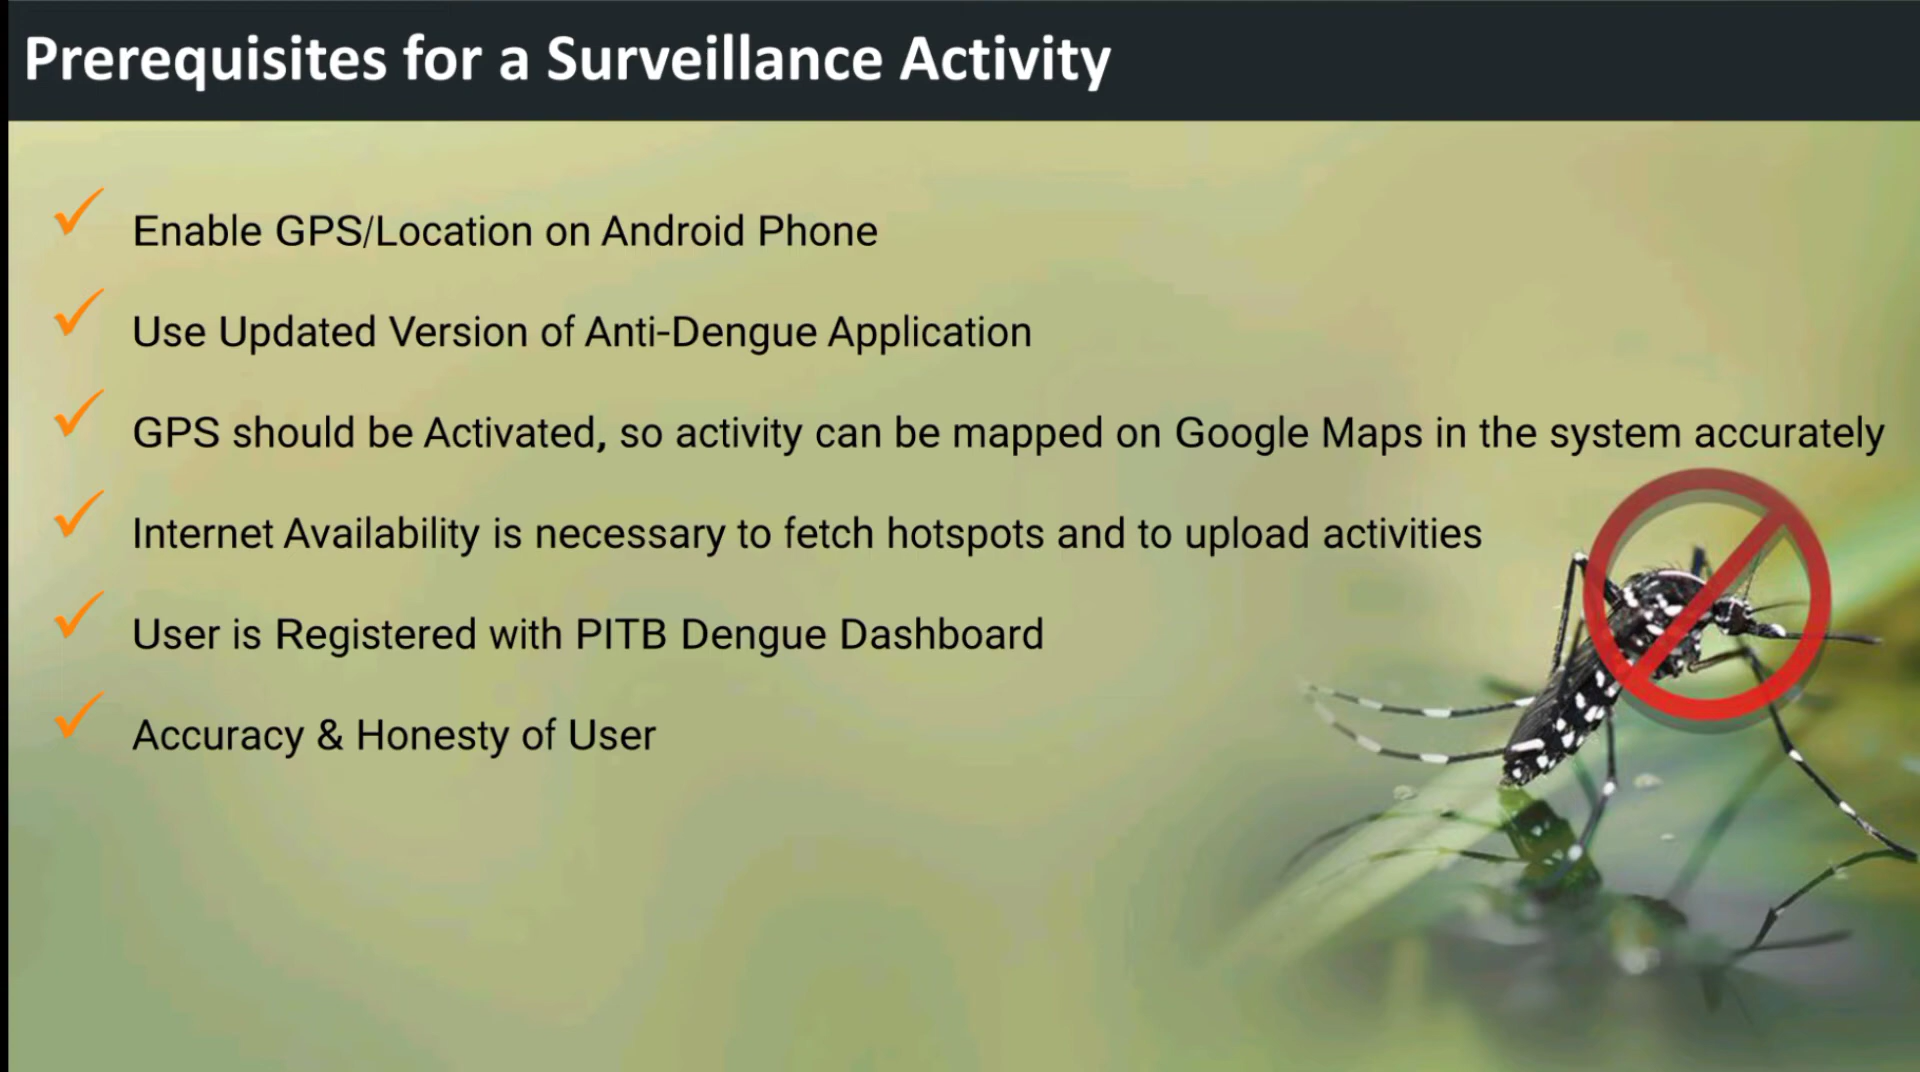 Prerequisites for a Surveillance Activity
Enable GPS/Location on Android Phone
Use Updated Version of Anti-Dengue Application
GPS should be Activated, so activity can be mapped on Google Maps in the system accurately
Internet Availability is necessary to fetch hotspots and to upload activities
User is Registered with PITB Dengue Dashboard
Accuracy & Honesty of User